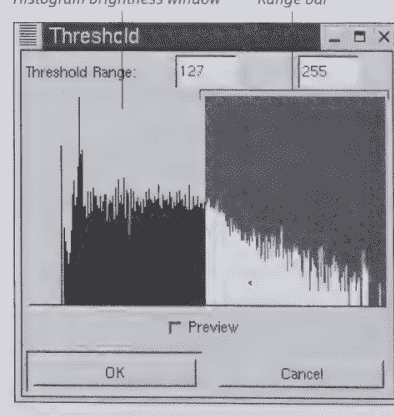 Histogram brightness window Range bar
Threshold
Threshold Range: 127 255
Preview
OK Cancel